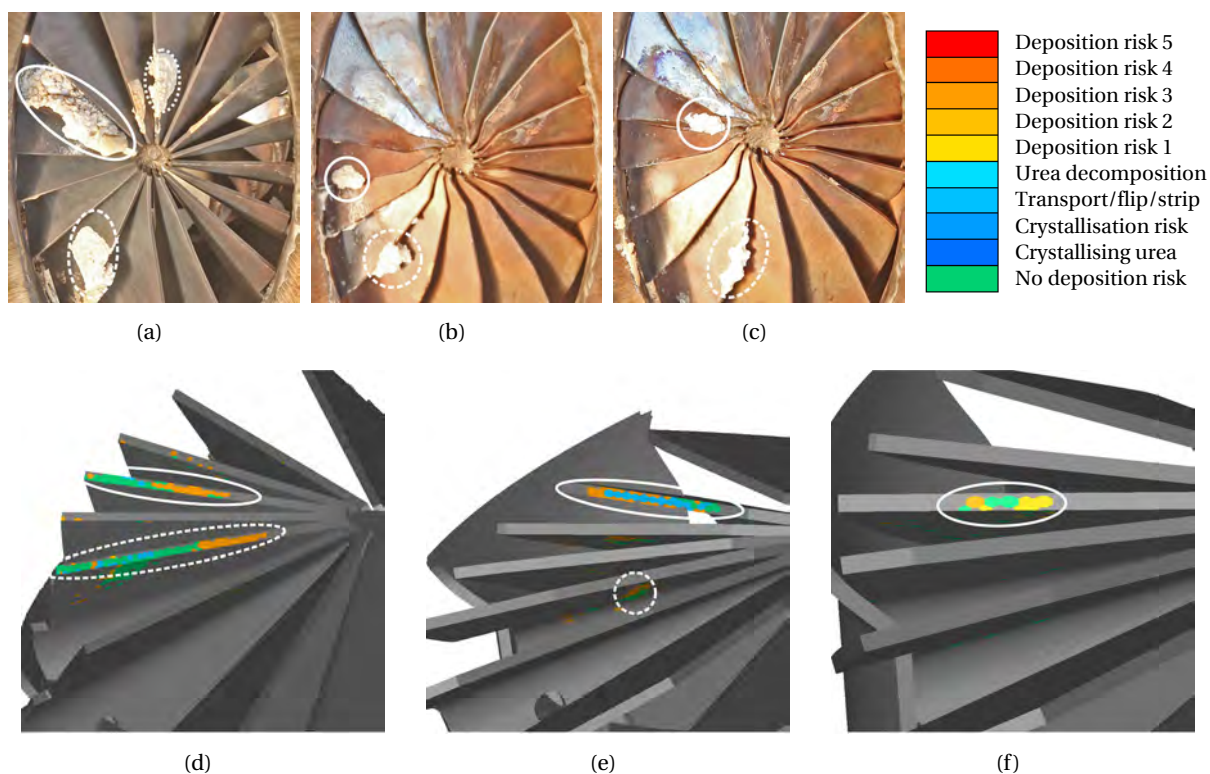 Deposition risk 5
Deposition risk 4
Deposition risk 3
Deposition risk 2
Deposition risk 1
Urea decomposition
Transport/flip/strip
Crystallisation risk
Crystallising urea
No deposition risk
(a)
(b)
(c)
(d)
(e)
(f)